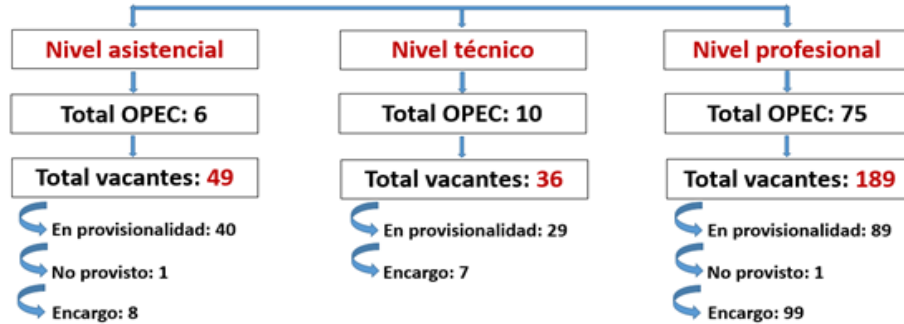 Nivel asistencial
Total OPEC: 6
Total vacantes: 49
En provisionalidad: 40
No provisto: 1
Encargo: 8
Nivel técnico
Total OPEC: 10
Total vacantes: 36
En provisionalidad: 29
Encargo: 7
Nivel profesional
Total OPEC: 75
Total vacantes: 189
En provisionalidad: 89
No provisto: 1
Encargo: 99